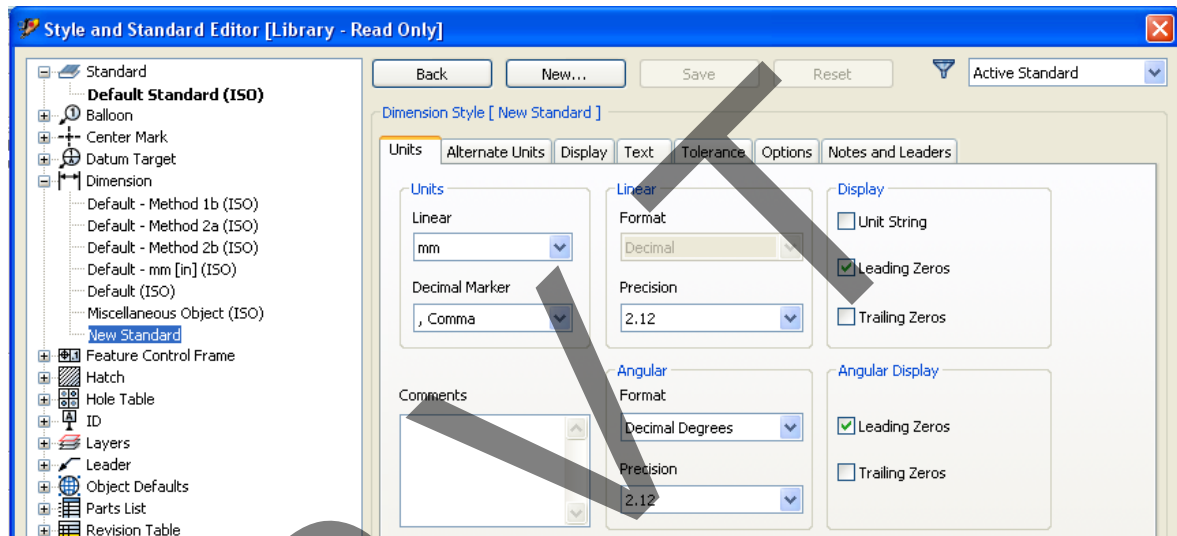 Style and Standard Editor [Library - Read Only]
Back
New...
Save
Reset
Active Standard
Standard
Default Standard (ISO)
Balloon
Center Mark
Datum Target
Dimension
Default - Method 1b (ISO)
Default - Method 2a (ISO)
Default - Method 2b (ISO)
Default - mm [in] (ISO)
Default (ISO)
Miscellaneous Object (ISO)
New Standard
Feature Control Frame
Hatch
Hole Table
ID
Layers
Leader
Object Defaults
Parts List
Revision Table
Dimension Style [ New Standard ]
Units
Alternate Units
Display
Text
Tolerance
Options
Notes and Leaders
Units
Linear
mm
Decimal Marker
, Comma
Linear
Format
Decimal
Precision
2.12
Display
Unit String
Leading Zeros
Trailing Zeros
Comments
Angular
Format
Decimal Degrees
Precision
2.12
Angular Display
Leading Zeros
Trailing Zeros